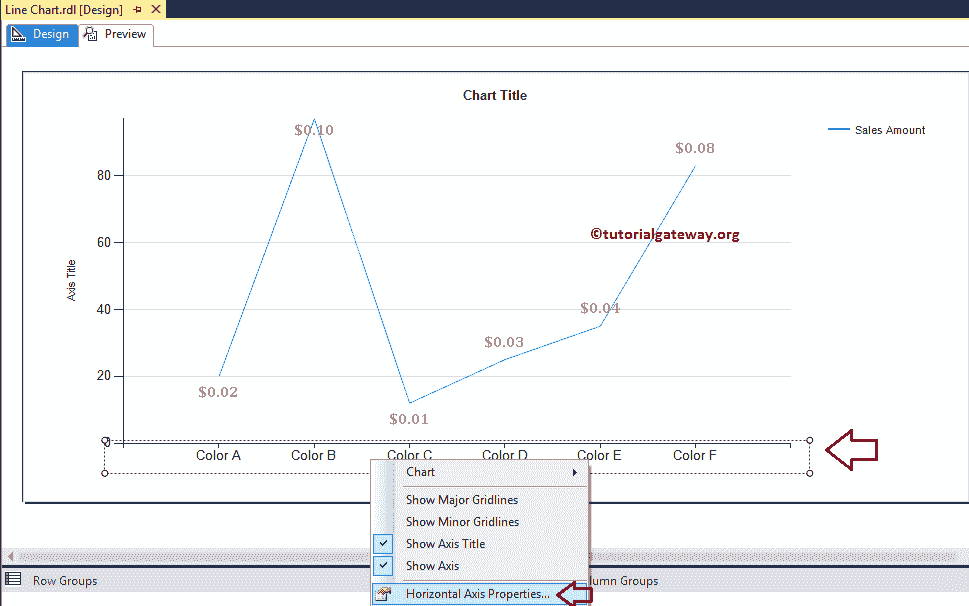 Line Chart.rdl [Design]
Design Preview
Chart Title
Sales Amount
$0.10
$0.08
80
©tutorialgateway.org
60
Axis Title
40
$0.04
$0.03
20
$0.02
$0.01
0
Color A Color B Color C Color D Color E Color F
Chart
Show Major Gridlines
Show Minor Gridlines
Show Axis Title
Show Axis
Row Groups
Horizontal Axis Properties...
Groups